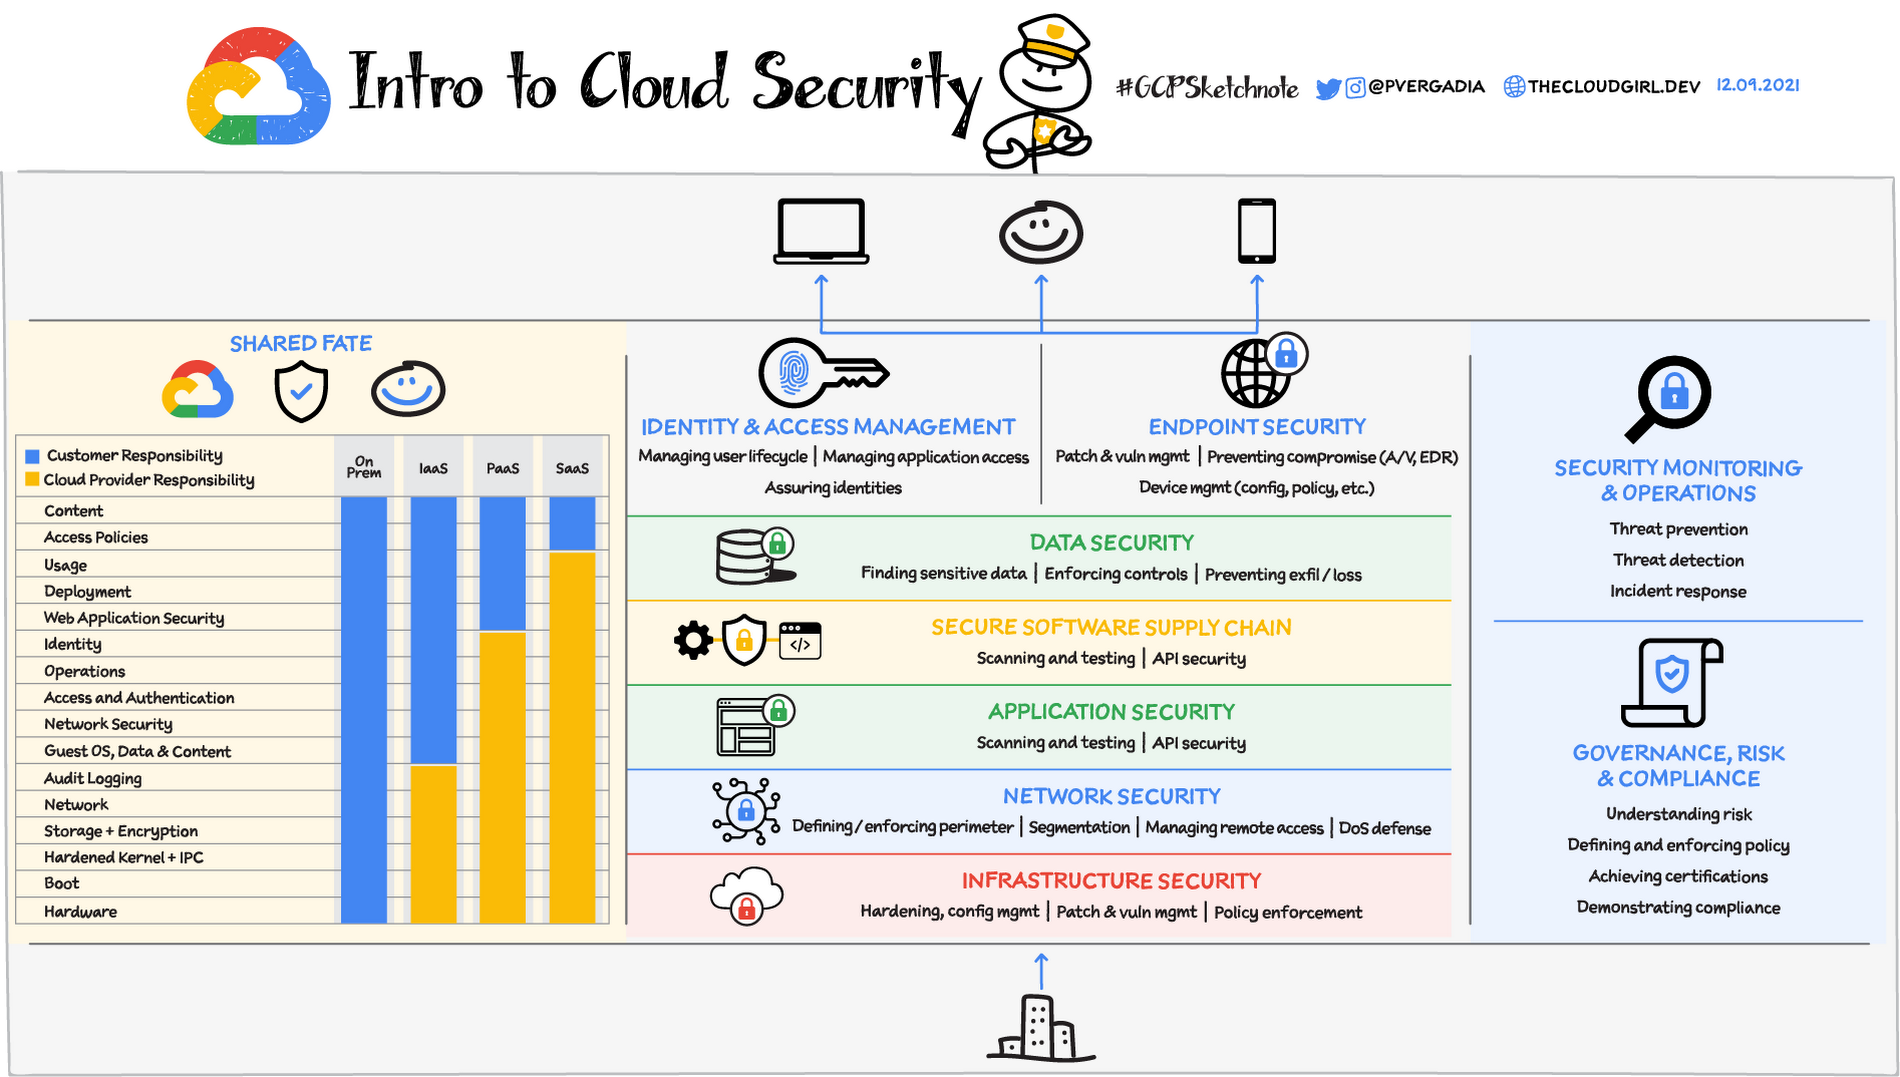 Intro to Cloud Security
#GCPSketchnote @PVERGADIA THECLOUDGIRL.DEV 12.09.2021
SHARED FATE
Customer Responsibility
Cloud Provider Responsibility
On
Prem
IaaS
PaaS
SaaS
Content
Access Policies
Usage
Deployment
Web Application Security
Identity
Operations
Access and Authentication
Network Security
Guest OS, Data & Content
Audit Logging
Network
Storage + Encryption
Hardened Kernel + IPC
Boot
Hardware
IDENTITY & ACCESS MANAGEMENT
Managing user lifecycle | Managing application access
Assuring identities
ENDPOINT SECURITY
Patch & vuln mgmt | Preventing compromise (A/V, EDR)
Device mgmt (config, policy, etc.)
DATA SECURITY
Finding sensitive data | Enforcing controls | Preventing exfil / loss
SECURE SOFTWARE SUPPLY CHAIN
Scanning and testing | API security
</>
APPLICATION SECURITY
Scanning and testing | API security
NETWORK SECURITY
Defining / enforcing perimeter | Segmentation | Managing remote access | DoS defense
INFRASTRUCTURE SECURITY
Hardening, config mgmt | Patch & vuln mgmt | Policy enforcement
SECURITY MONITORING
& OPERATIONS
Threat prevention
Threat detection
Incident response
GOVERNANCE, RISK
& COMPLIANCE
Understanding risk
Defining and enforcing policy
Achieving certifications
Demonstrating compliance